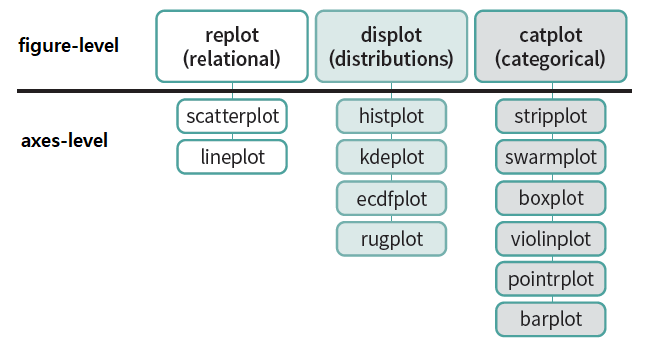 figure-level
replot
(relational)
displot
(distributions)
catplot
(categorical)
axes-level
scatterplot
lineplot
histplot
kdeplot
ecdfplot
rugplot
stripplot
swarmplot
boxplot
violinplot
pointrplot
barplot